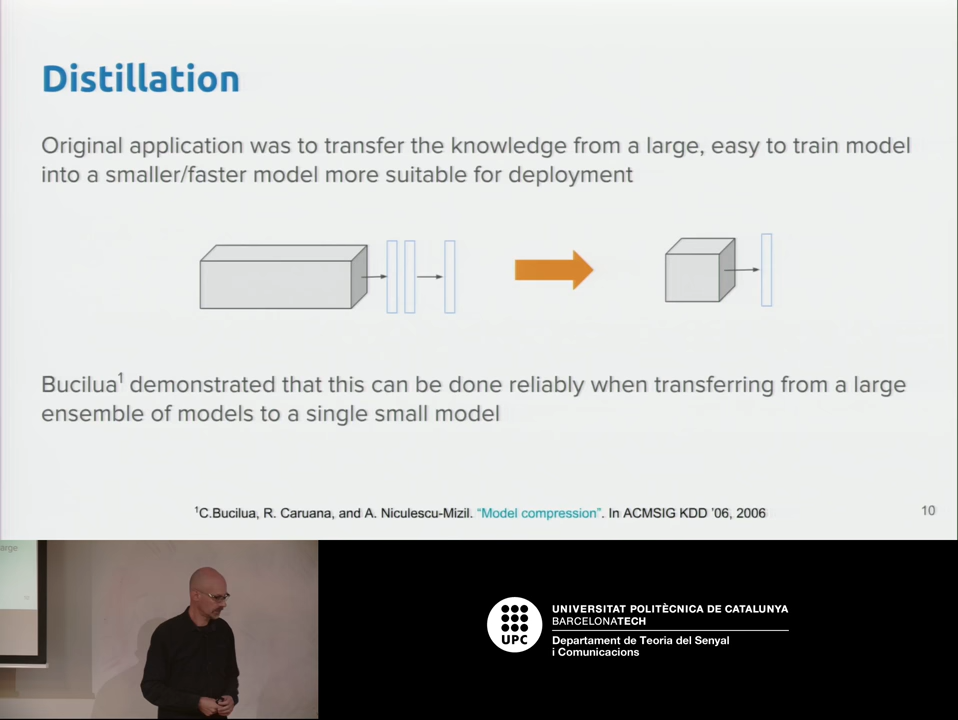 Distillation
Original application was to transfer the knowledge from a large, easy to train model
into a smaller/faster model more suitable for deployment
Bucilua¹ demonstrated that this can be done reliably when transferring from a large
ensemble of models to a single small model
¹C.Bucilua, R. Caruana, and A. Niculescu-Mizil. “Model compression”. In ACMSIG KDD ’06, 2006
10
arge
UPC
UNIVERSITAT POLITÈCNICA DE CATALUNYA
BARCELONATECH
Departament de Teoria del Senyal
i Comunicacions